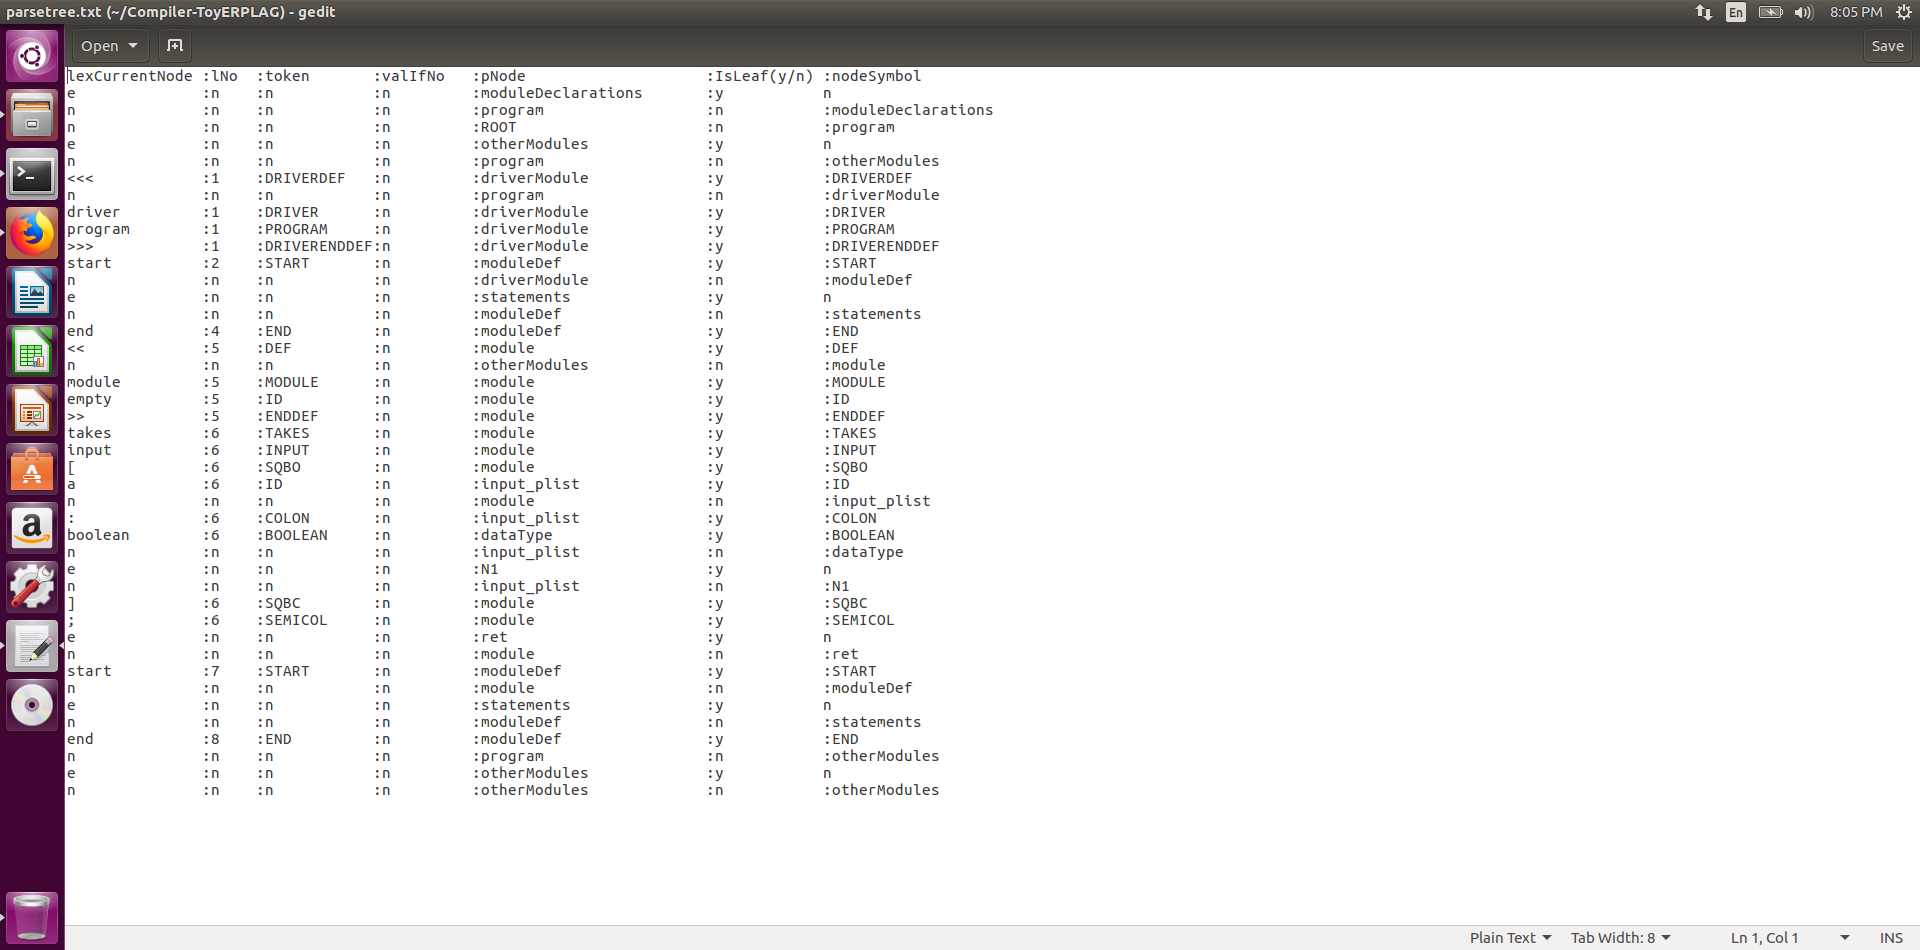 parsetree.txt (~/Compiler-ToyERPLAG) - gedit En 8:05 PM
Open Save
lexCurrentNode :lNo :token :valIfNo :pNode :IsLeaf(y/n) :nodeSymbol
e :n :n :n :moduleDeclarations :y n
n :n :n :n :program :n :moduleDeclarations
n :n :n :n :ROOT :n :program
e :n :n :n :otherModules :y n
n :n :n :n :program :n :otherModules
<<< :1 :DRIVERDEF :n :driverModule :y :DRIVERDEF
n :n :n :n :program :n :driverModule
driver :1 :DRIVER :n :driverModule :y :DRIVER
program :1 :PROGRAM :n :driverModule :y :PROGRAM
>>> :1 :DRIVERENDDEF:n :driverModule :y :DRIVERENDDEF
start :2 :START :n :moduleDef :y :START
n :n :n :n :driverModule :n :moduleDef
e :n :n :n :statements :y n
n :n :n :n :moduleDef :n :statements
end :4 :END :n :moduleDef :y :END
<< :5 :DEF :n :module :y :DEF
n :n :n :n :otherModules :n :module
module :5 :MODULE :n :module :y :MODULE
empty :5 :ID :n :module :y :ID
>> :5 :ENDDEF :n :module :y :ENDDEF
takes :6 :TAKES :n :module :y :TAKES
input :6 :INPUT :n :module :y :INPUT
[ :6 :SQBO :n :module :y :SQBO
a :6 :ID :n :input_plist :y :ID
n :n :n :n :module :n :input_plist
: :6 :COLON :n :input_plist :y :COLON
boolean :6 :BOOLEAN :n :dataType :y :BOOLEAN
n :n :n :n :input_plist :n :dataType
e :n :n :n :N1 :y n
n :n :n :n :input_plist :n :N1
] :6 :SQBC :n :module :y :SQBC
; :6 :SEMICOL :n :module :y :SEMICOL
e :n :n :n :ret :y n
n :n :n :n :module :n :ret
start :7 :START :n :moduleDef :y :START
n :n :n :n :module :n :moduleDef
e :n :n :n :statements :y n
n :n :n :n :moduleDef :n :statements
end :8 :END :n :moduleDef :y :END
n :n :n :n :program :n :otherModules
e :n :n :n :otherModules :y n
n :n :n :n :otherModules :n :otherModules
Plain Text Tab Width: 8 Ln 1, Col 1 INS